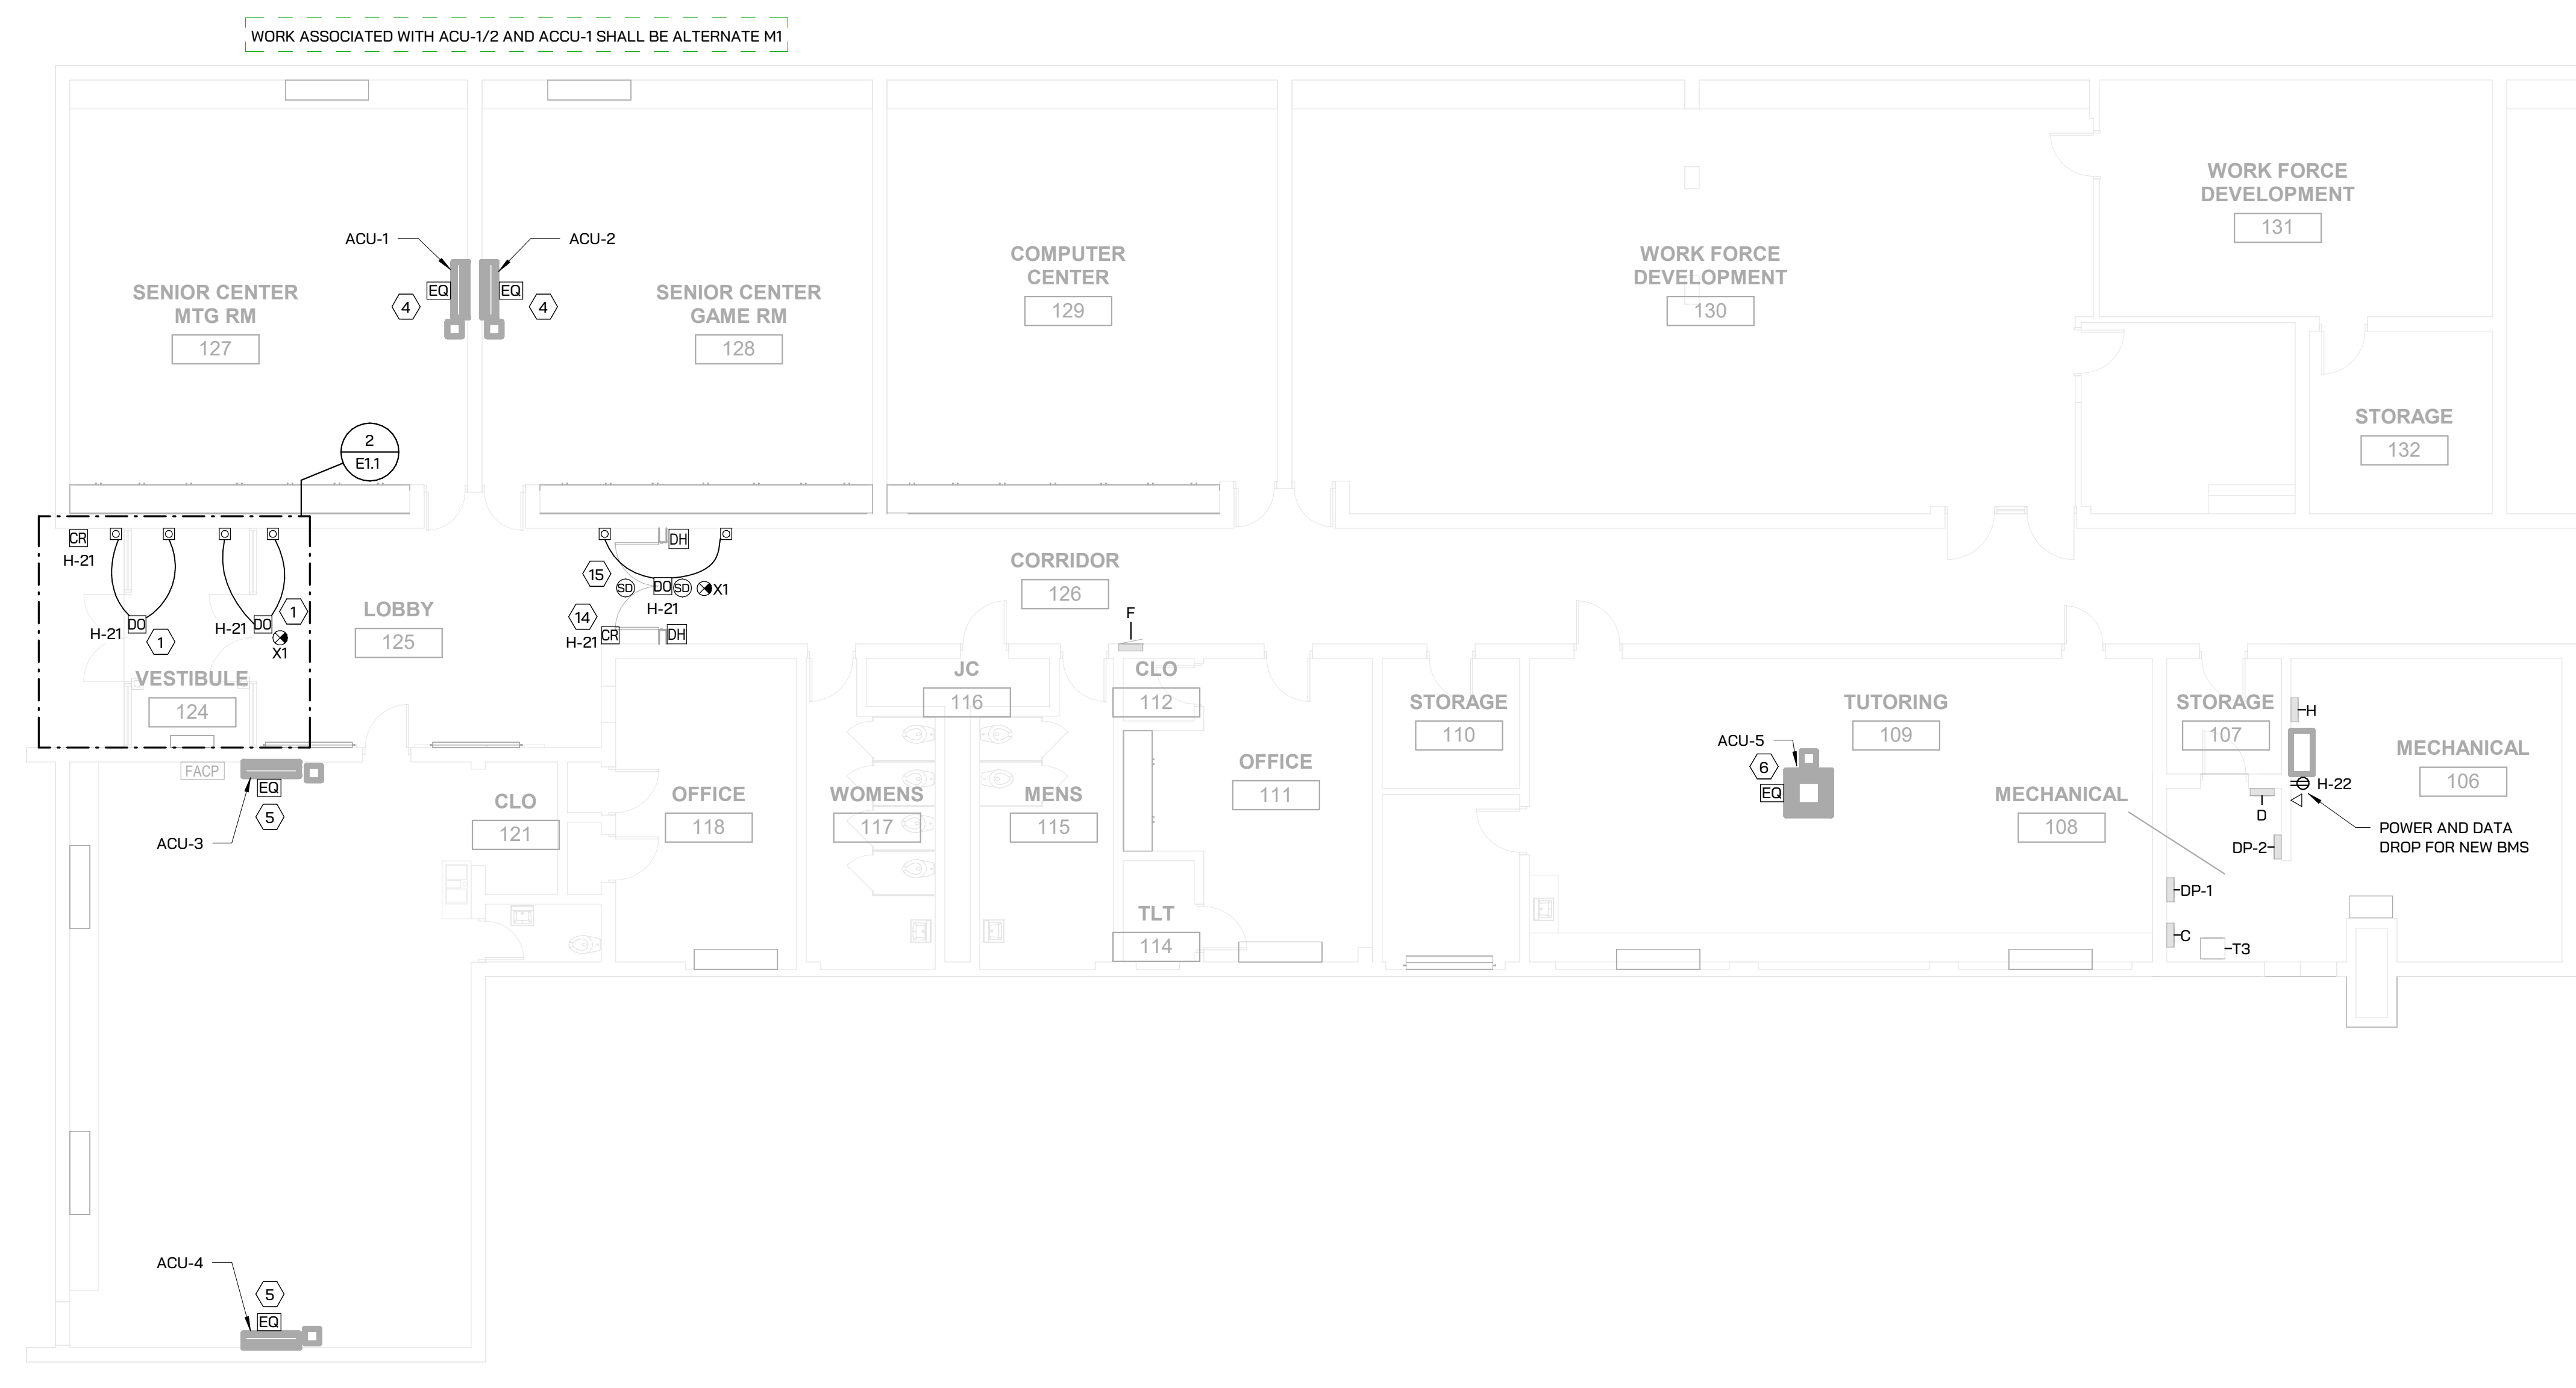 WORK ASSOCIATED WITH ACU-1/2 AND ACCU-1 SHALL BE ALTERNATE M1
WORK FORCE
DEVELOPMENT
131
ACU-1
ACU-2
COMPUTER
CENTER
129
WORK FORCE
DEVELOPMENT
130
SENIOR CENTER
MTG RM
127
EQ
4
EQ
4
SENIOR CENTER
GAME RM
128
STORAGE
132
2
E1.1
CR
H-21
DH
15
SD
DO
SD
X1
H-21
14
H-21
CR
DH
CORRIDOR
126
LOBBY
125
H-21
DO
1
H-21
DO
1
X1
VESTIBULE
124
F
JC
116
CLO
112
STORAGE
110
TUTORING
109
STORAGE
107
H
MECHANICAL
106
ACU-5
6
EQ
FACP
EQ
5
ACU-3
CLO
121
OFFICE
118
WOMENS
117
MENS
115
OFFICE
111
MECHANICAL
108
H-22
D
POWER AND DATA
DROP FOR NEW BMS
DP-2
DP-1
C
T3
TLT
114
ACU-4
5
EQ